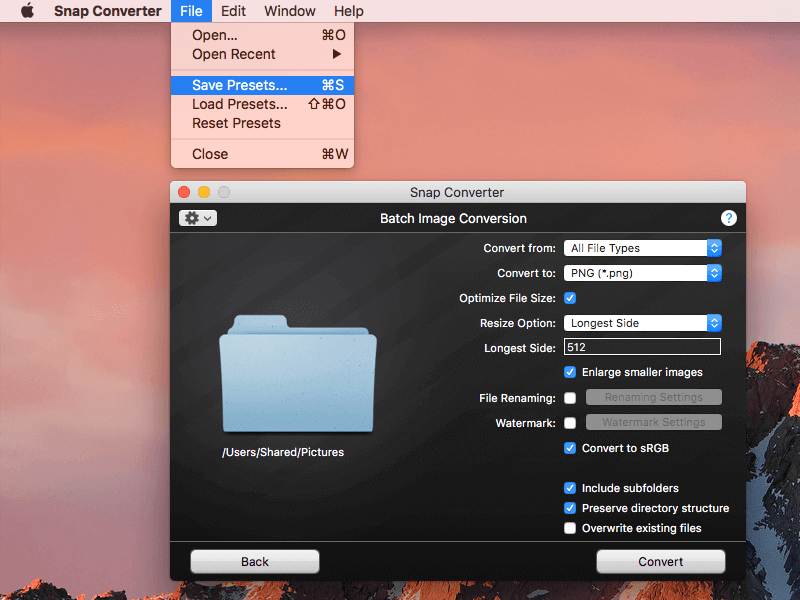 Snap Converter File Edit Window Help
Open... ⌘O
Open Recent ▶
Save Presets... ⌘S
Load Presets... ⇧⌘O
Reset Presets
Close ⌘W
Snap Converter
Batch Image Conversion ?
Convert from: All File Types
Convert to: PNG (*.png)
Optimize File Size:
Resize Option: Longest Side
Longest Side: 512
Enlarge smaller images
File Renaming: Renaming Settings
Watermark: Watermark Settings
Convert to sRGB
/Users/Shared/Pictures
Include subfolders
Preserve directory structure
Overwrite existing files
Back Convert